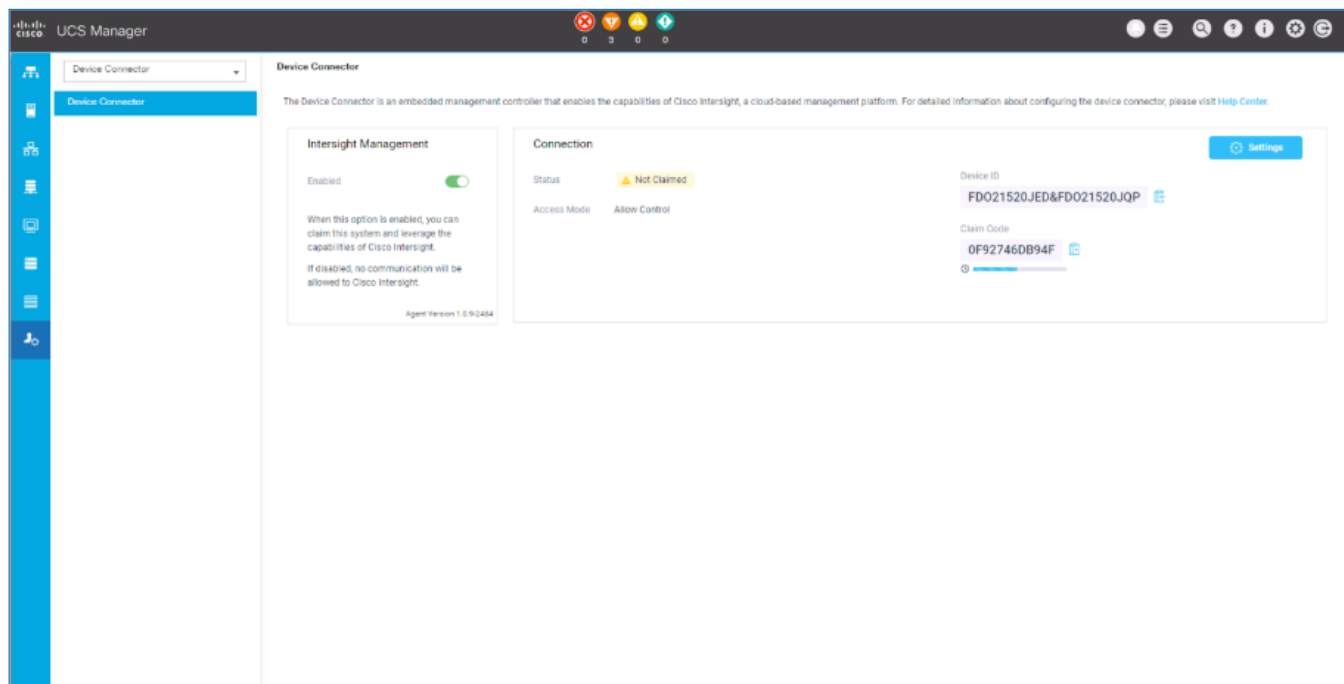 CISCO UCS Manager
0 3 0 0
Device Connector
Device Connector
Device Connector
The Device Connector is an embedded management controller that enables the capabilities of Cisco Intersight, a cloud-based management platform. For detailed information about configuring the device connector, please visit Help Center.
Intersight Management
Enabled
When this option is enabled, you can
claim this system and leverage the
capabilities of Cisco Intersight.
If disabled, no communication will be
allowed to Cisco Intersight.
Agent Version 1.0.9-2484
Connection
Settings
Status Not Claimed
Access Mode Allow Control
Device ID
FDO21520JED&FDO21520JQP
Claim Code
0F92746DB94F